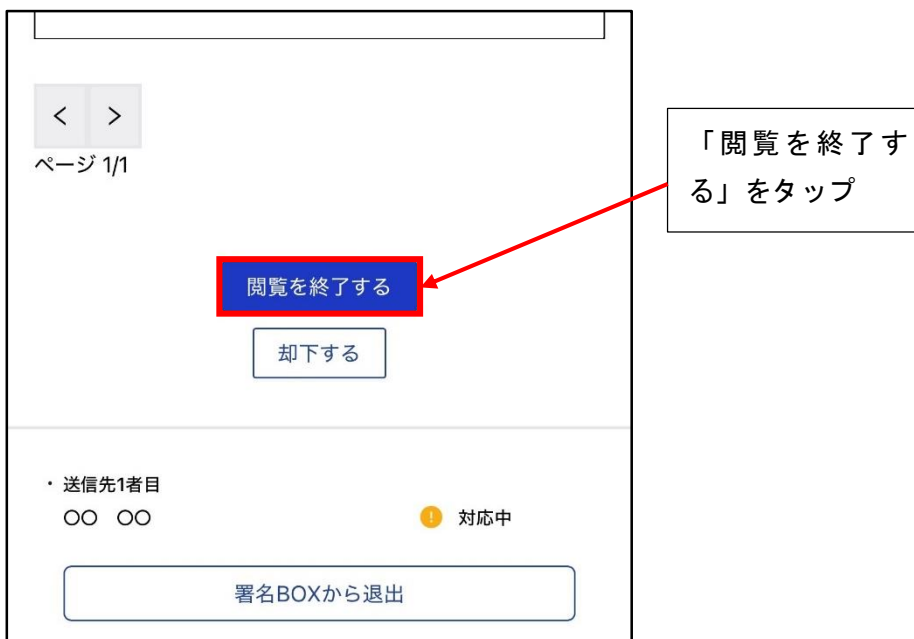 < >
ページ 1/1
「閲覧を終了す
る」をタップ
閲覧を終了する
却下する
・ 送信先1者目
○○ ○○
! 対応中
署名BOXから退出